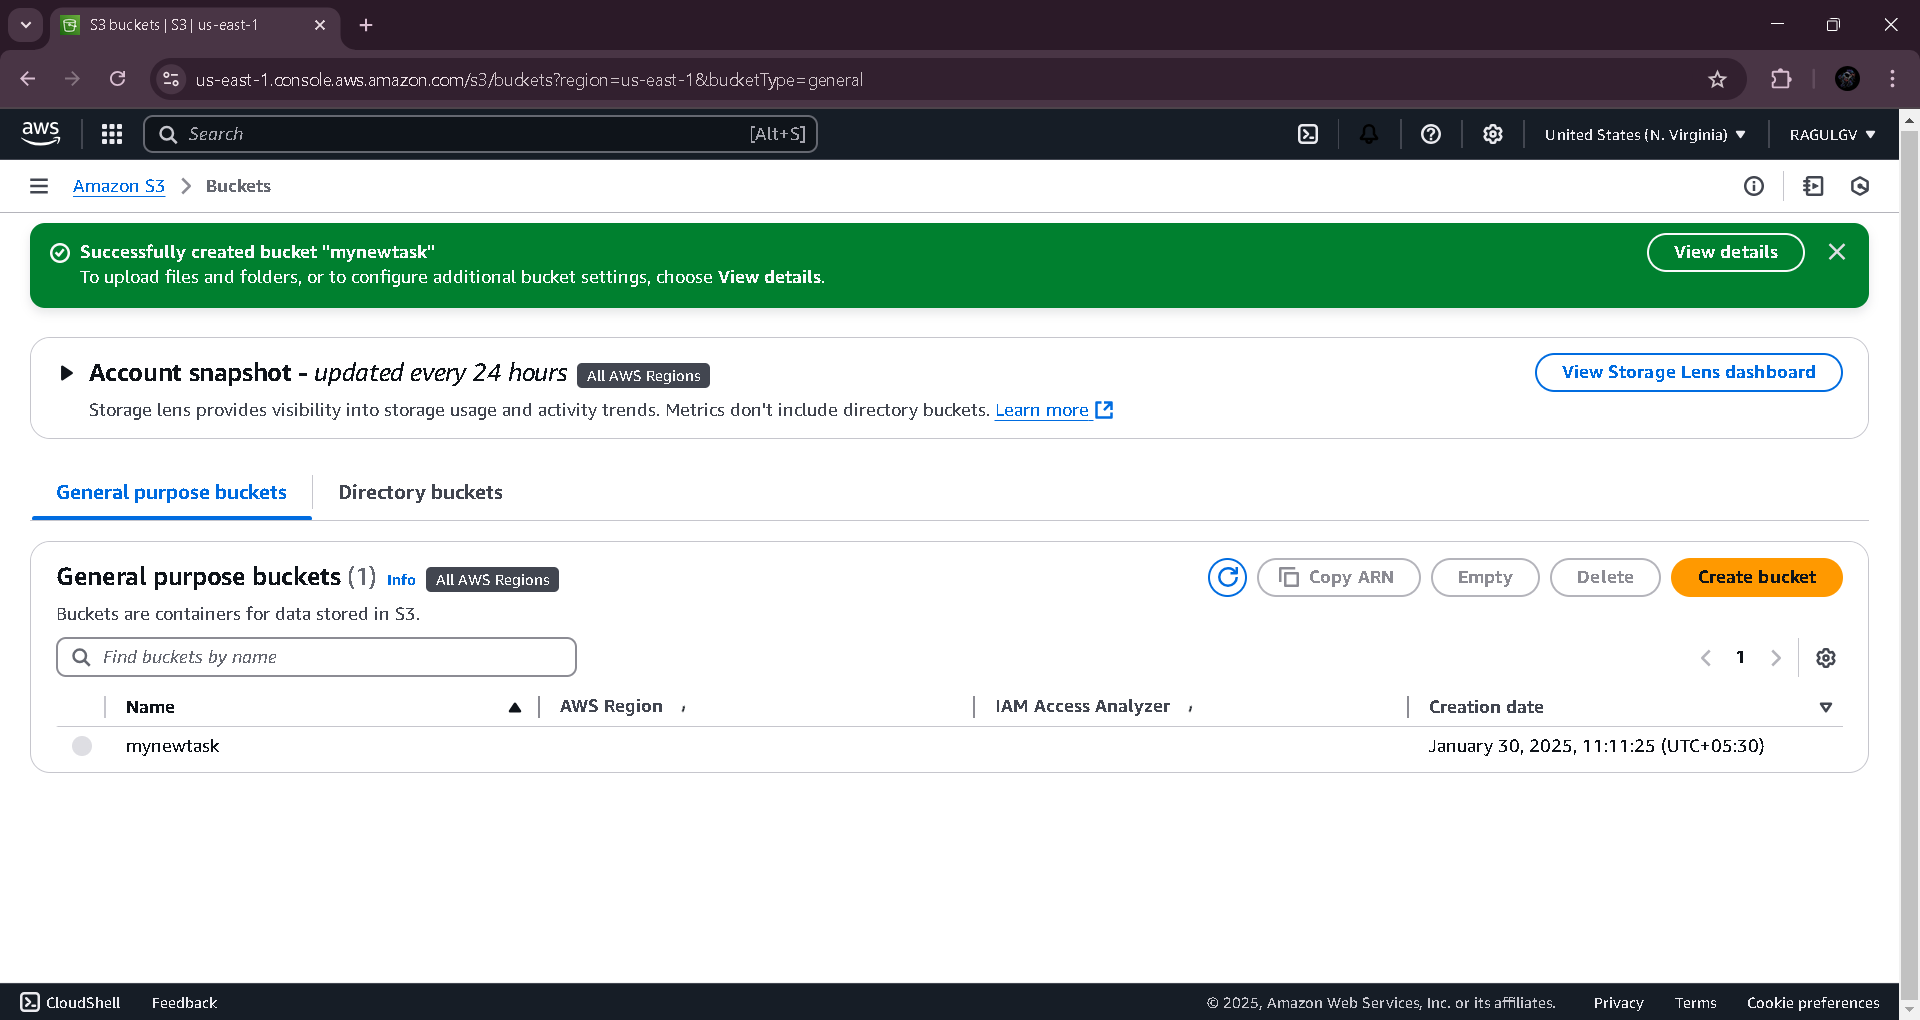 S3 buckets | S3 | us-east-1
us-east-1.console.aws.amazon.com/s3/buckets?region=us-east-1&bucketType=general
aws
Search [Alt+S]
United States (N. Virginia)
RAGULGV
Amazon S3 > Buckets
Successfully created bucket "mynewtask"
To upload files and folders, or to configure additional bucket settings, choose View details.
View details
Account snapshot - updated every 24 hours All AWS Regions
View Storage Lens dashboard
Storage lens provides visibility into storage usage and activity trends. Metrics don't include directory buckets. Learn more
General purpose buckets
Directory buckets
General purpose buckets (1) Info All AWS Regions
Copy ARN
Empty
Delete
Create bucket
Buckets are containers for data stored in S3.
Find buckets by name
1
Name AWS Region IAM Access Analyzer Creation date
mynewtask January 30, 2025, 11:11:25 (UTC+05:30)
CloudShell Feedback © 2025, Amazon Web Services, Inc. or its affiliates. Privacy Terms Cookie preferences